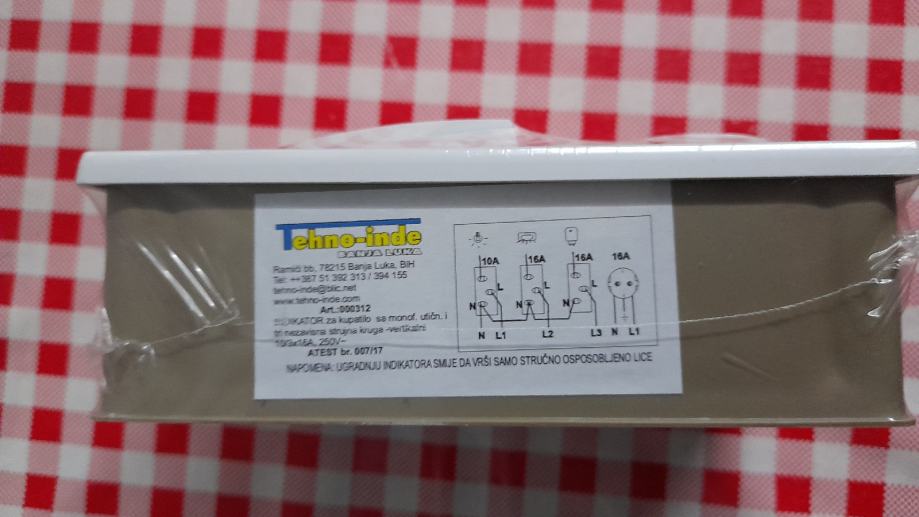 Tehno-inde
BANJA LUKA
Ramići bb, 78215 Banja Luka, BiH
Tel: ++387 51 392 313 / 394 155
tehno-inde@blic.net
www.tehno-inde.com
Art.:000312
INDIKATOR za kupatilo sa monof. utičn. i
tri nezavisna strujna kruga -vertikalni
10/3x16A, 250V~
ATEST br. 007/17
NAPOMENA: UGRADNJU INDIKATORA SMIJE DA VRŠI SAMO STRUČNO OSPOSOBLJENO LICE
10A 16A 16A 16A
L L L
N N N
N L1 L2 L3 N L1